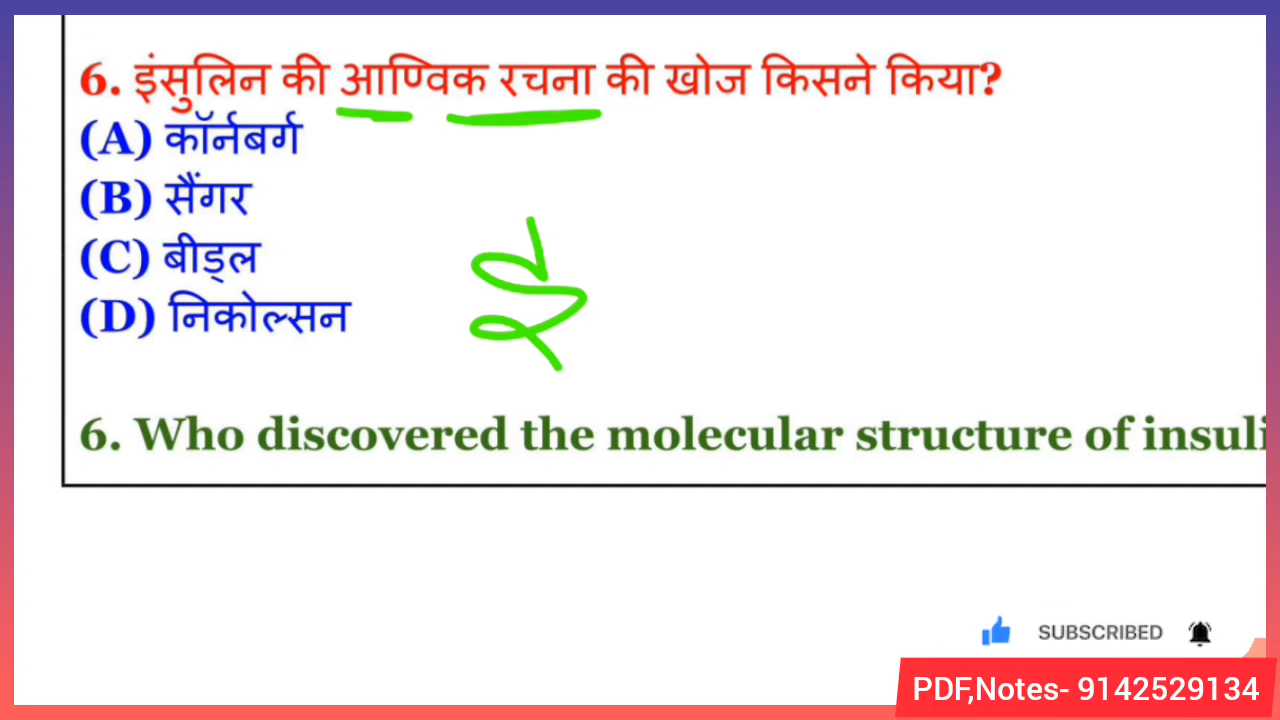 6. इंसुलिन की आण्विक रचना की खोज किसने किया?
(A) कॉर्नबर्ग
(B) सैंगर
(C) बीड्ल
(D) निकोल्सन
6. Who discovered the molecular structure of insuli
SUBSCRIBED
PDF,Notes- 9142529134